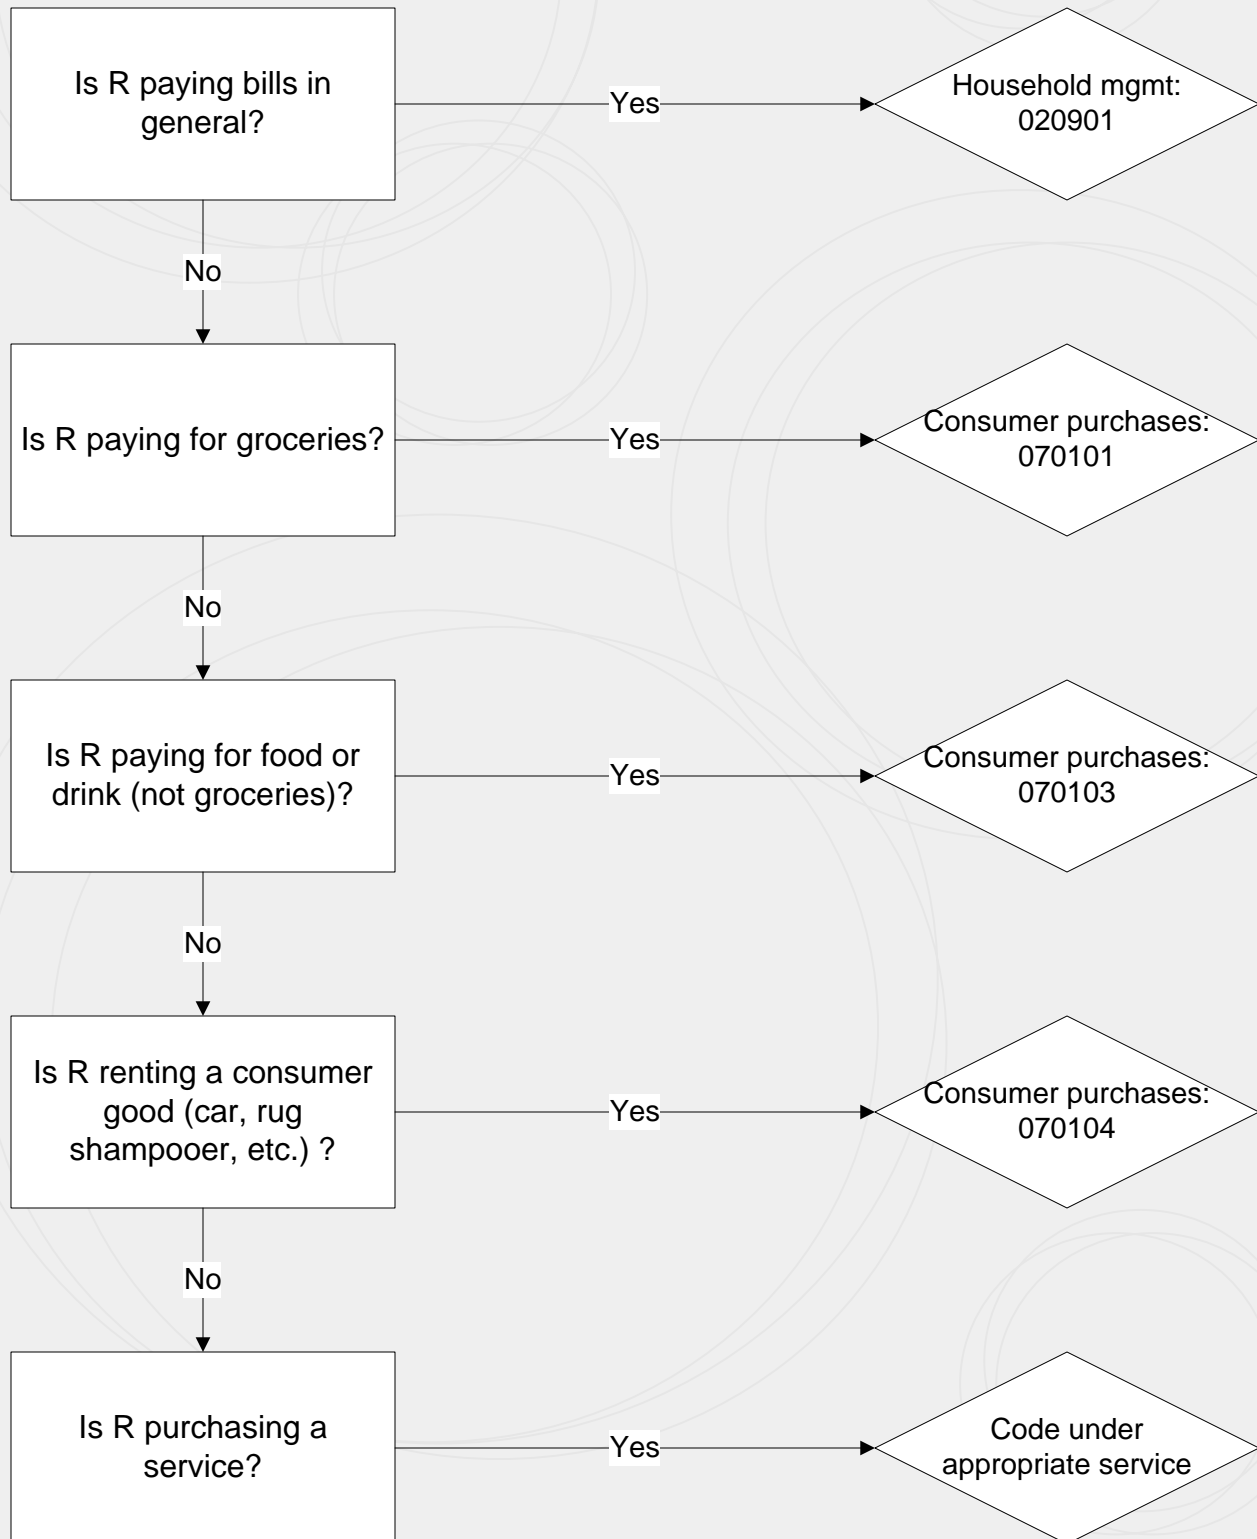 Is R paying bills in
general?
Yes
Household mgmt:
020901
No
Is R paying for groceries?
Yes
Consumer purchases:
070101
No
Is R paying for food or
drink (not groceries)?
Yes
Consumer purchases:
070103
No
Is R renting a consumer
good (car, rug
shampooer, etc.) ?
Yes
Consumer purchases:
070104
No
Is R purchasing a
service?
Yes
Code under
appropriate service